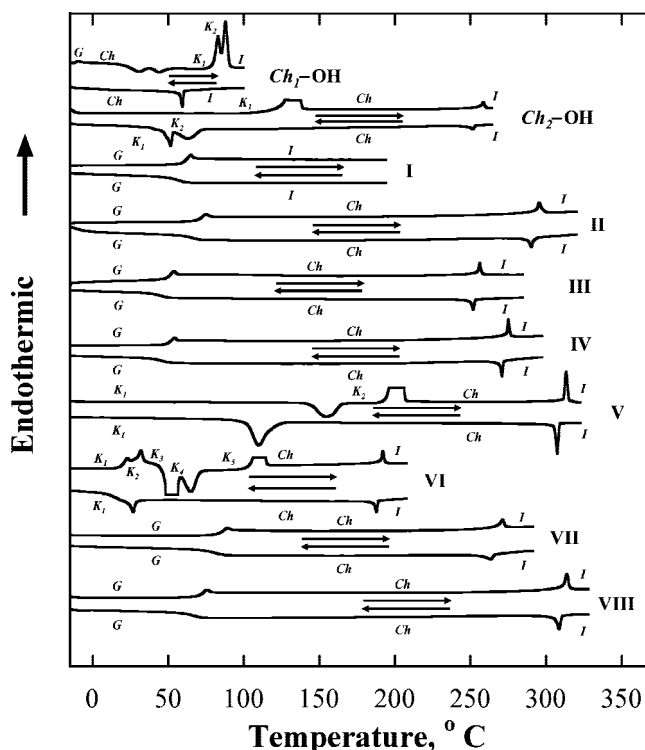 K₂
G Ch K₁ I
Ch I Ch₁–OH
K₁ Ch I
K₁ K₂ Ch I Ch₂–OH
G I
G I I
G Ch I
G Ch I II
G Ch I
G Ch I III
G Ch I
G Ch I IV
K₁ K₂ Ch I
K₁ Ch I V
K₁ K₂ K₃ K₄ K₅ Ch I
K₁ Ch I VI
G Ch I
G Ch I VII
G Ch I
G Ch I VIII
Endothermic
0 50 100 150 200 250 300 350
Temperature, ° C